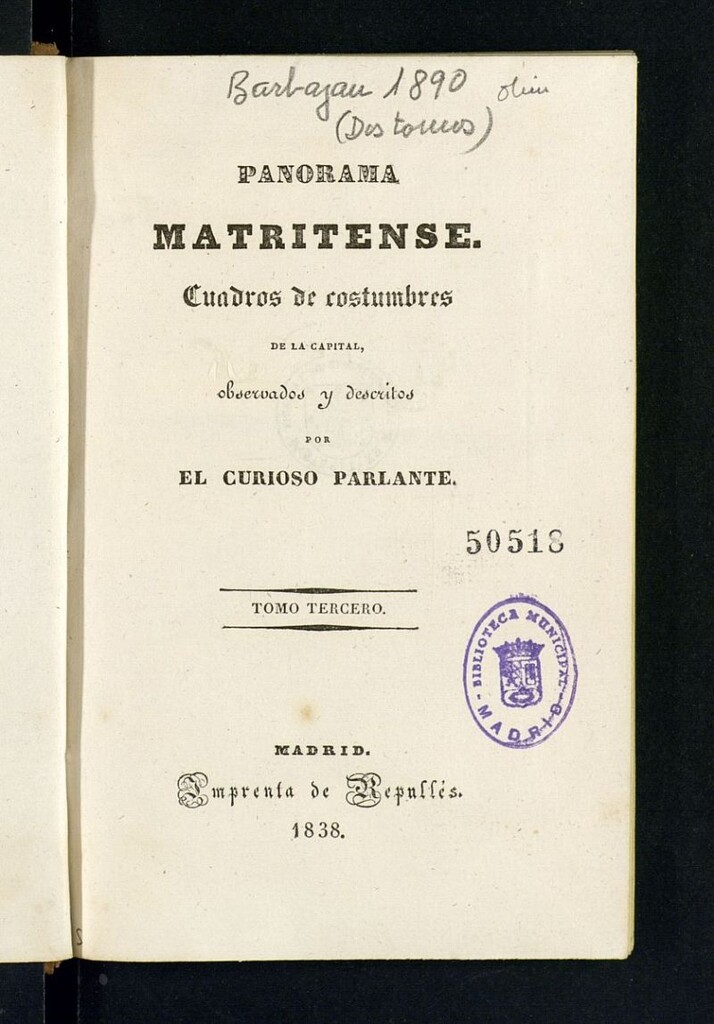 Barbazan 1890 olim
(Dos tomos)
PANORAMA
MATRITENSE.
Cuadros de costumbres
DE LA CAPITAL,
observados y descritos
POR
EL CURIOSO PARLANTE.
50518
TOMO TERCERO.
BIBLIOTECA MUNICIPAL
MADRID
MADRID.
Imprenta de Repullés.
1838.